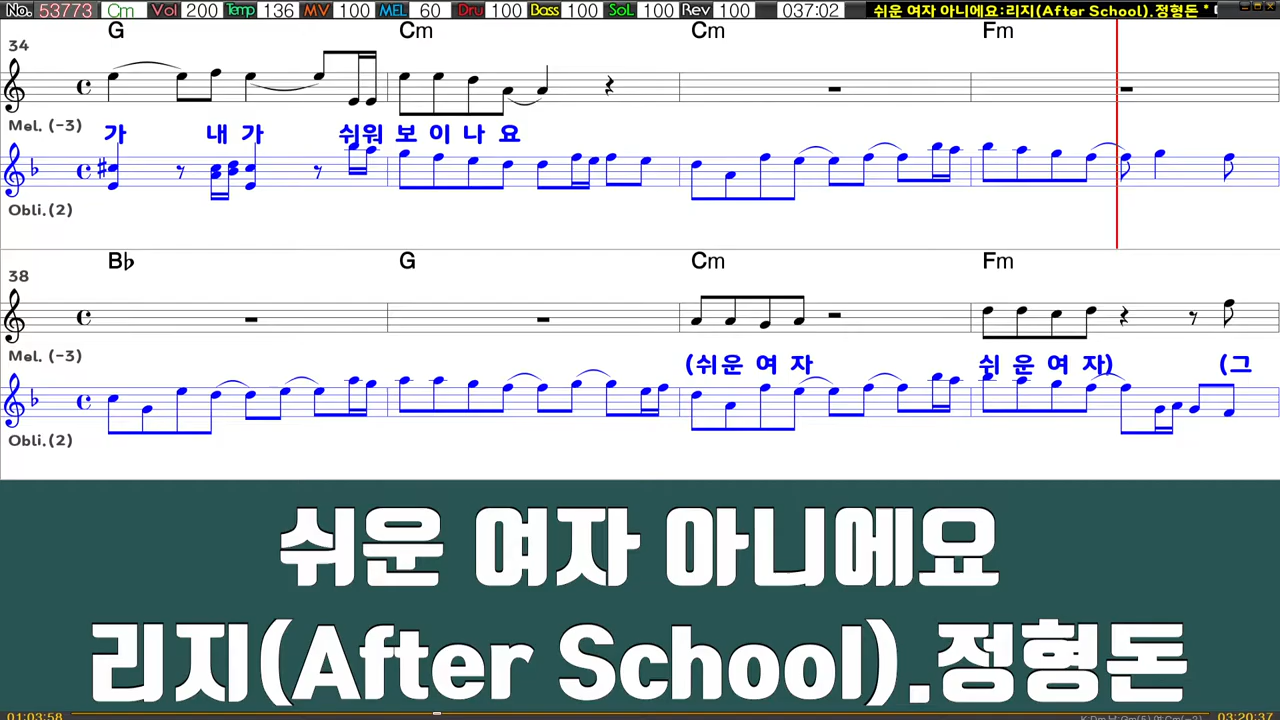 No. 53773 Cm Vol 200 Temp 136 MV 100 MEL 60 Dru 100 Bass 100 SoL 100 Rev 100 037:02 쉬운 여자 아니에요:리지(After School).정형돈 *
G Cm Cm Fm
34
Mel. (-3)
가 내 가 쉬워 보 이 나 요
Obli.(2)
B♭ G Cm Fm
38
Mel. (-3)
(쉬운 여 자 쉬 운 여 자) (그
Obli.(2)
쉬운 여자 아니에요
리지(After School).정형돈
01:03:58 03:20:37